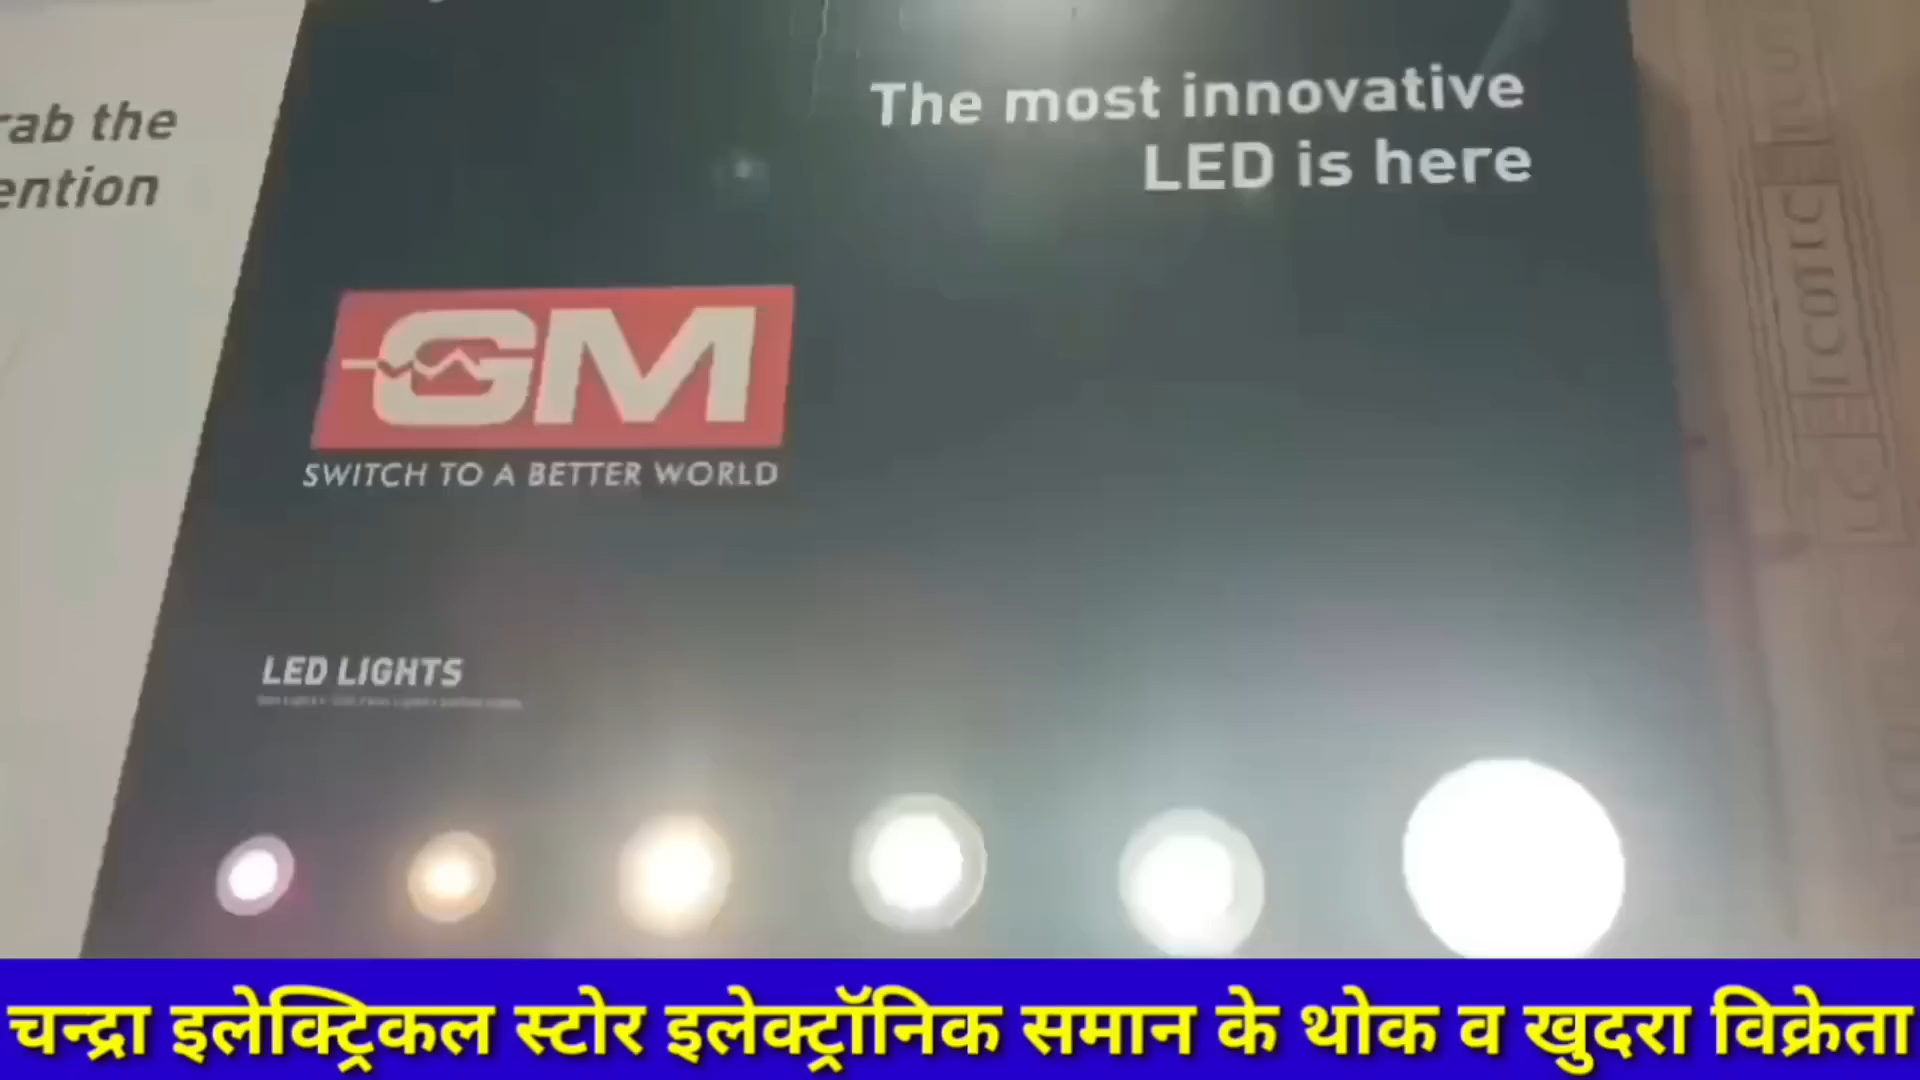 rab the
ention
The most innovative
LED is here
GM
SWITCH TO A BETTER WORLD
LED LIGHTS
चन्द्रा इलेक्ट्रिकल स्टोर इलेक्ट्रॉनिक समान के थोक व खुदरा विक्रेता